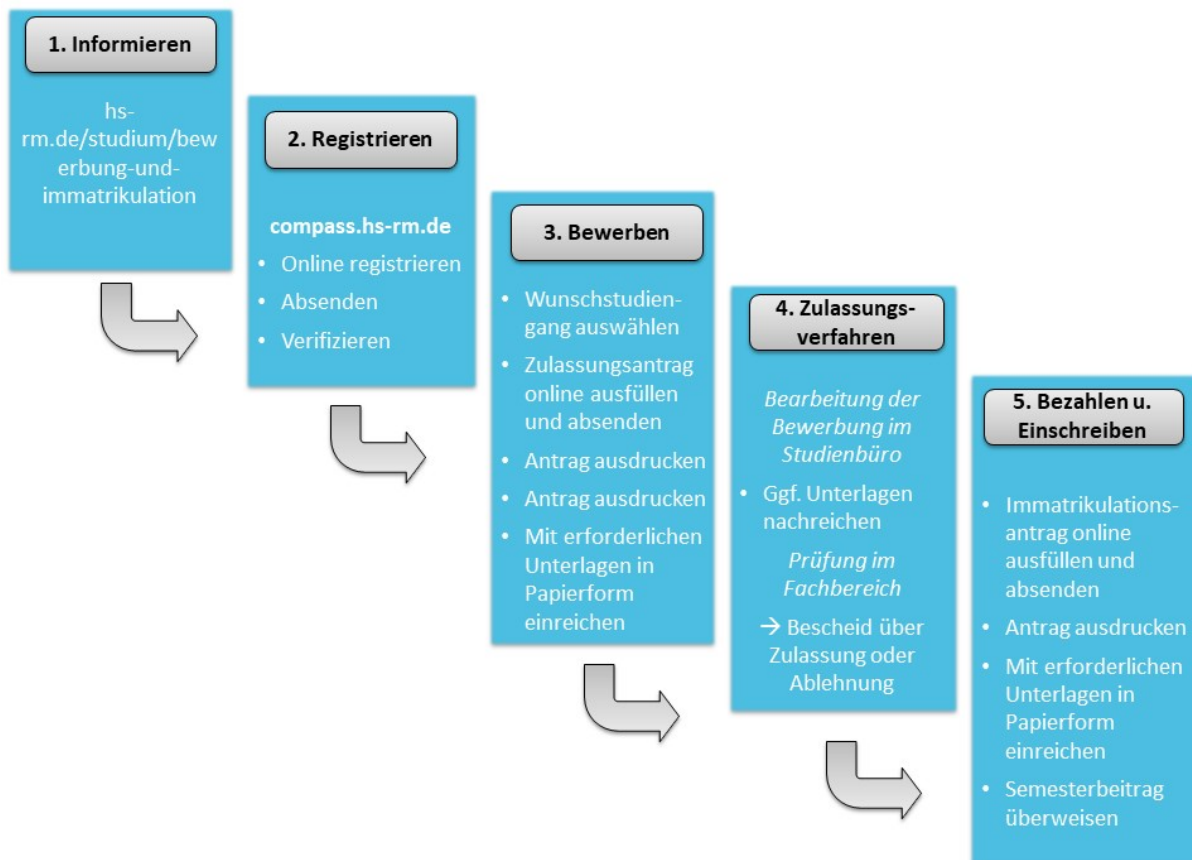 1. Informieren
hs-
rm.de/studium/bew
erbung-und-
immatrikulation
2. Registrieren
compass.hs-rm.de
• Online registrieren
• Absenden
• Verifizieren
3. Bewerben
• Wunschstudien-
gang auswählen
• Zulassungsantrag
online ausfüllen
und absenden
• Antrag ausdrucken
• Antrag ausdrucken
• Mit erforderlichen
Unterlagen in
Papierform
einreichen
4. Zulassungs-
verfahren
Bearbeitung der
Bewerbung im
Studienbüro
• Ggf. Unterlagen
nachreichen
Prüfung im
Fachbereich
→ Bescheid über
Zulassung oder
Ablehnung
5. Bezahlen u.
Einschreiben
• Immatrikulations-
antrag online
ausfüllen und
absenden
• Antrag ausdrucken
• Mit erforderlichen
Unterlagen in
Papierform
einreichen
• Semesterbeitrag
überweisen